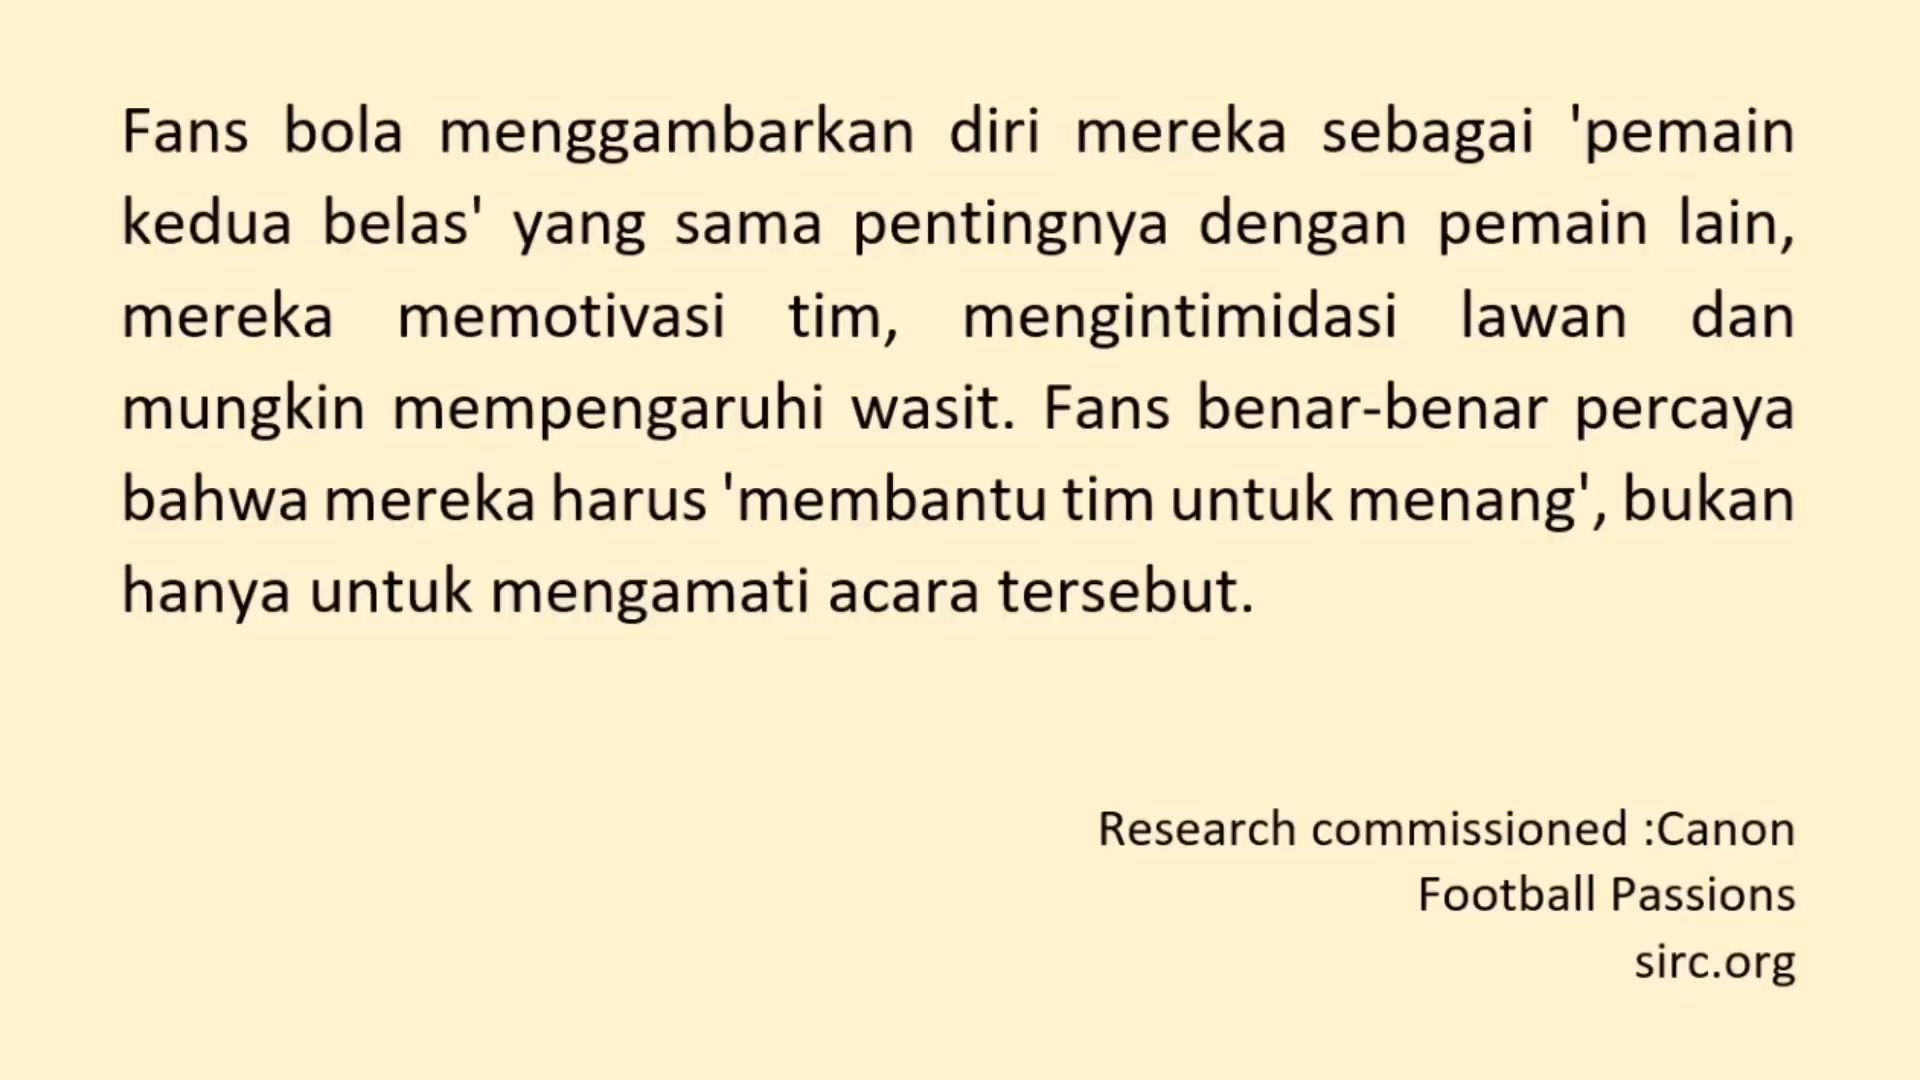 Fans bola menggambarkan diri mereka sebagai 'pemain
kedua belas' yang sama pentingnya dengan pemain lain,
mereka memotivasi tim, mengintimidasi lawan dan
mungkin mempengaruhi wasit. Fans benar-benar percaya
bahwa mereka harus 'membantu tim untuk menang', bukan
hanya untuk mengamati acara tersebut.
Research commissioned :Canon
Football Passions
sirc.org